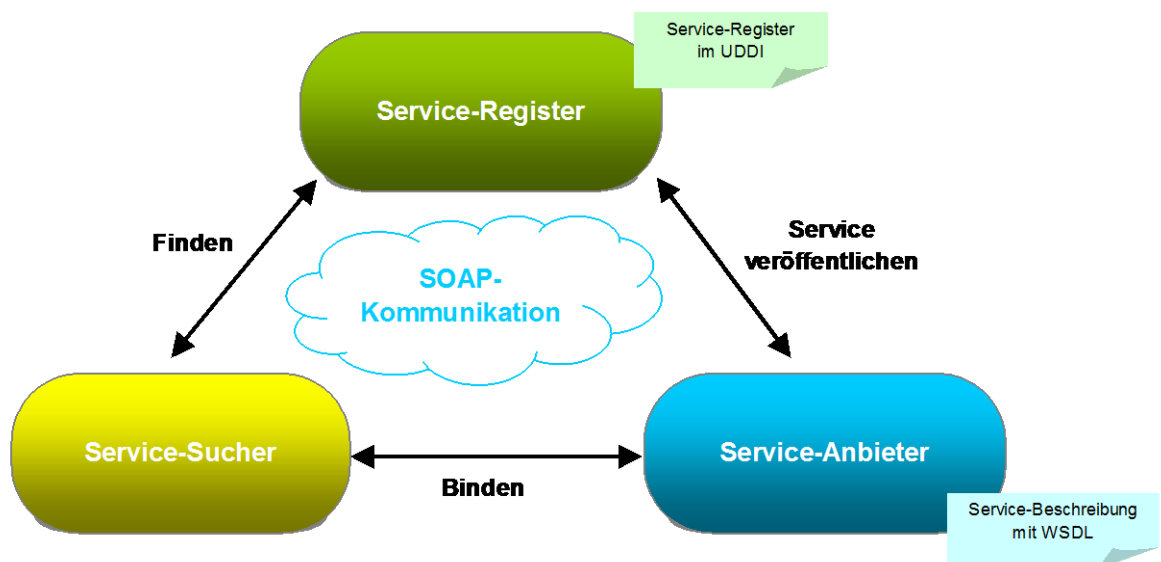 Service-Register
im UDDI
Service-Register
Finden
Service
veröffentlichen
SOAP-
Kommunikation
Service-Sucher
Service-Anbieter
Binden
Service-Beschreibung
mit WSDL